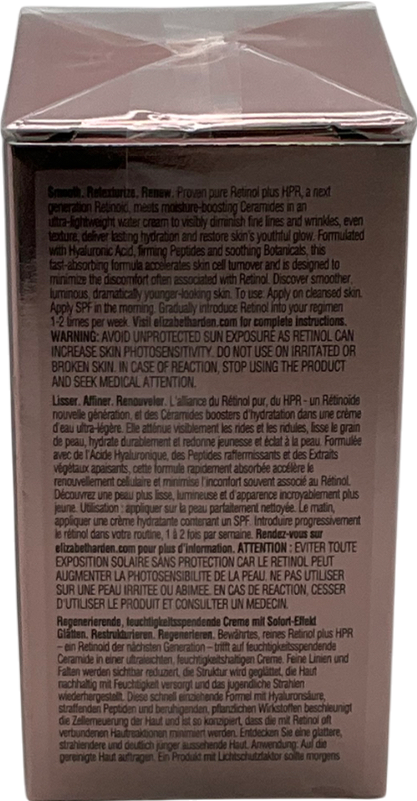 Smooth. Retexturize. Renew. Proven pure Retinol plus HPR, a next
generation Retinoid, meets moisture-boosting Ceramides in an
ultra-lightweight water cream to visibly diminish fine lines and wrinkles, even
texture, deliver lasting hydration and restore skin's youthful glow. Formulated
with Hyaluronic Acid, firming Peptides and soothing Botanicals, this
fast-absorbing formula accelerates skin cell turnover and is designed to
minimize the discomfort often associated with Retinol. Discover smoother,
luminous, dramatically younger-looking skin. To use: Apply on cleansed skin.
Apply SPF in the morning. Gradually introduce Retinol into your regimen
1-2 times per week. Visit elizabetharden.com for complete instructions.
WARNING: AVOID UNPROTECTED SUN EXPOSURE AS RETINOL CAN
INCREASE SKIN PHOTOSENSITIVITY. DO NOT USE ON IRRITATED OR
BROKEN SKIN. IN CASE OF REACTION, STOP USING THE PRODUCT
AND SEEK MEDICAL ATTENTION.
Lisser. Affiner. Renouveler. L'alliance du Rétinol pur, du HPR - un Rétinoïde
nouvelle génération, et des Céramides boosters d'hydratation dans une crème
d'eau ultra-légère. Elle atténue visiblement les rides et les ridules, lisse le grain
de peau, hydrate durablement et redonne jeunesse et éclat à la peau. Formulée
avec de l'Acide Hyaluronique, des Peptides raffermissants et des Extraits
végétaux apaisants, cette formule rapidement absorbée accélère le
renouvellement cellulaire et minimise l'inconfort souvent associé au Rétinol.
Découvrez une peau plus lisse, lumineuse et d'apparence incroyablement plus
jeune. Utilisation : appliquer sur la peau parfaitement nettoyée. Le matin,
appliquer une crème hydratante contenant un SPF. Introduire progressivement
le rétinol dans votre routine, 1 à 2 fois par semaine. Rendez-vous sur
elizabetharden.com pour plus d'information. ATTENTION : EVITER TOUTE
EXPOSITION SOLAIRE SANS PROTECTION CAR LE RETINOL PEUT
AUGMENTER LA PHOTOSENSIBILITE DE LA PEAU. NE PAS UTILISER
SUR UNE PEAU IRRITEE OU ABIMEE. EN CAS DE REACTION, CESSER
D'UTILISER LE PRODUIT ET CONSULTER UN MEDECIN.
Regenerierende, feuchtigkeitsspendende Creme mit Sofort-Effekt
Glätten. Restrukturieren. Regenerieren. Bewährtes, reines Retinol plus HPR
– ein Retinoid der nächsten Generation – trifft auf feuchtigkeitsspendende
Ceramide in einer ultraleichten, feuchtigkeitshaltigen Creme. Feine Linien und
Falten werden sichtbar reduziert, die Struktur wird geglättet, die Haut
nachhaltig mit Feuchtigkeit versorgt und das jugendliche Strahlen
wiederhergestellt. Diese schnell einziehende Formel mit Hyaluronsäure,
straffenden Peptiden und beruhigenden, pflanzlichen Wirkstoffen beschleunigt
die Zellerneuerung der Haut und ist so konzipiert, dass die mit Retinol oft
verbundenen Hautreaktionen minimiert werden. Entdecken Sie eine glattere,
strahlendere und deutlich jünger aussehende Haut. Anwendung: Auf die
gereinigte Haut auftragen. Ein Produkt mit Lichtschutzfaktor sollte morgens